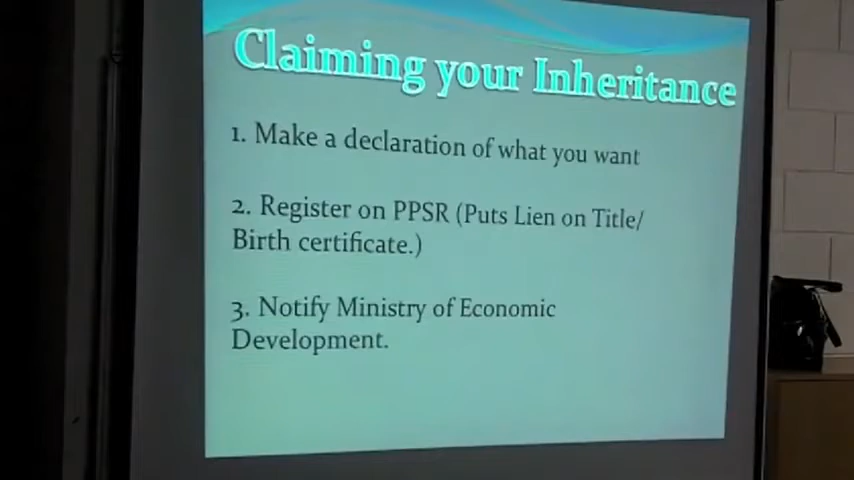 Claiming your Inheritance
1. Make a declaration of what you want
2. Register on PPSR (Puts Lien on Title/
Birth certificate.)
3. Notify Ministry of Economic
Development.